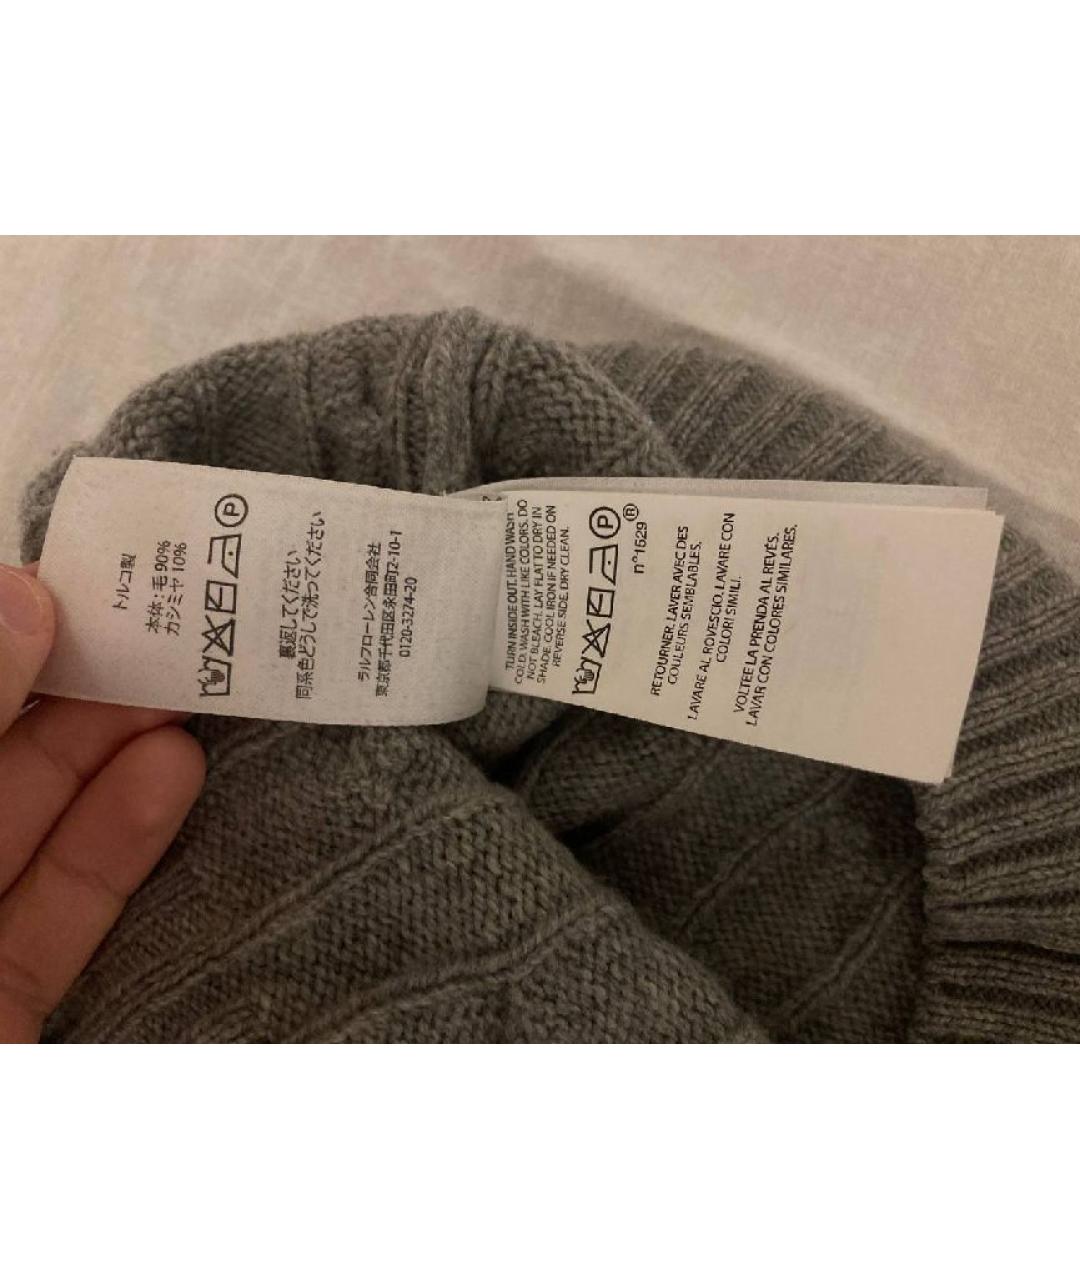 トルコ製
本体：毛 90%
カシミヤ 10%
P
裏返してください
同系色どうしで洗ってください
ラルフローレン合同会社
東京都千代田区永田町2-10-1
0120-3274-20
TURN INSIDE OUT. HAND WASH
COLD. WASH WITH LIKE COLORS. DO
NOT BLEACH. LAY FLAT TO DRY IN
SHADE. COOL IRON IF NEEDED ON
REVERSE SIDE. DRY CLEAN.
P
®
n°1529
RETOURNER. LAVER AVEC DES
COULEURS SEMBLABLES.
LAVARE AL ROVESCIO. LAVARE CON
COLORI SIMILI.
VOLTEE LA PRENDA AL REVÉS.
LAVAR CON COLORES SIMILARES.